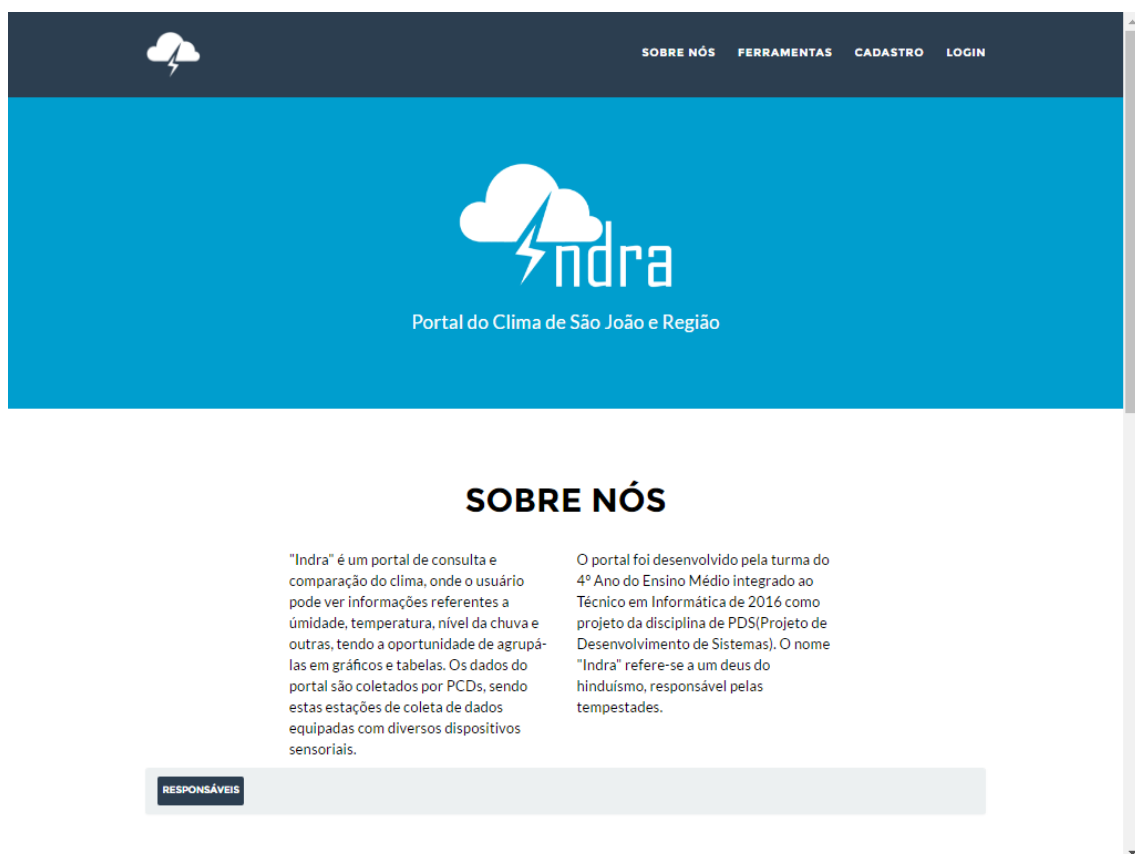 SOBRE NÓS FERRAMENTAS CADASTRO LOGIN
Indra
Portal do Clima de São João e Região
SOBRE NÓS
"Indra" é um portal de consulta e
comparação do clima, onde o usuário
pode ver informações referentes a
úmidade, temperatura, nível da chuva e
outras, tendo a oportunidade de agrupá-
las em gráficos e tabelas. Os dados do
portal são coletados por PCDs, sendo
estas estações de coleta de dados
equipadas com diversos dispositivos
sensoriais.
O portal foi desenvolvido pela turma do
4º Ano do Ensino Médio integrado ao
Técnico em Informática de 2016 como
projeto da disciplina de PDS(Projeto de
Desenvolvimento de Sistemas). O nome
"Indra" refere-se a um deus do
hinduísmo, responsável pelas
tempestades.
RESPONSÁVEIS